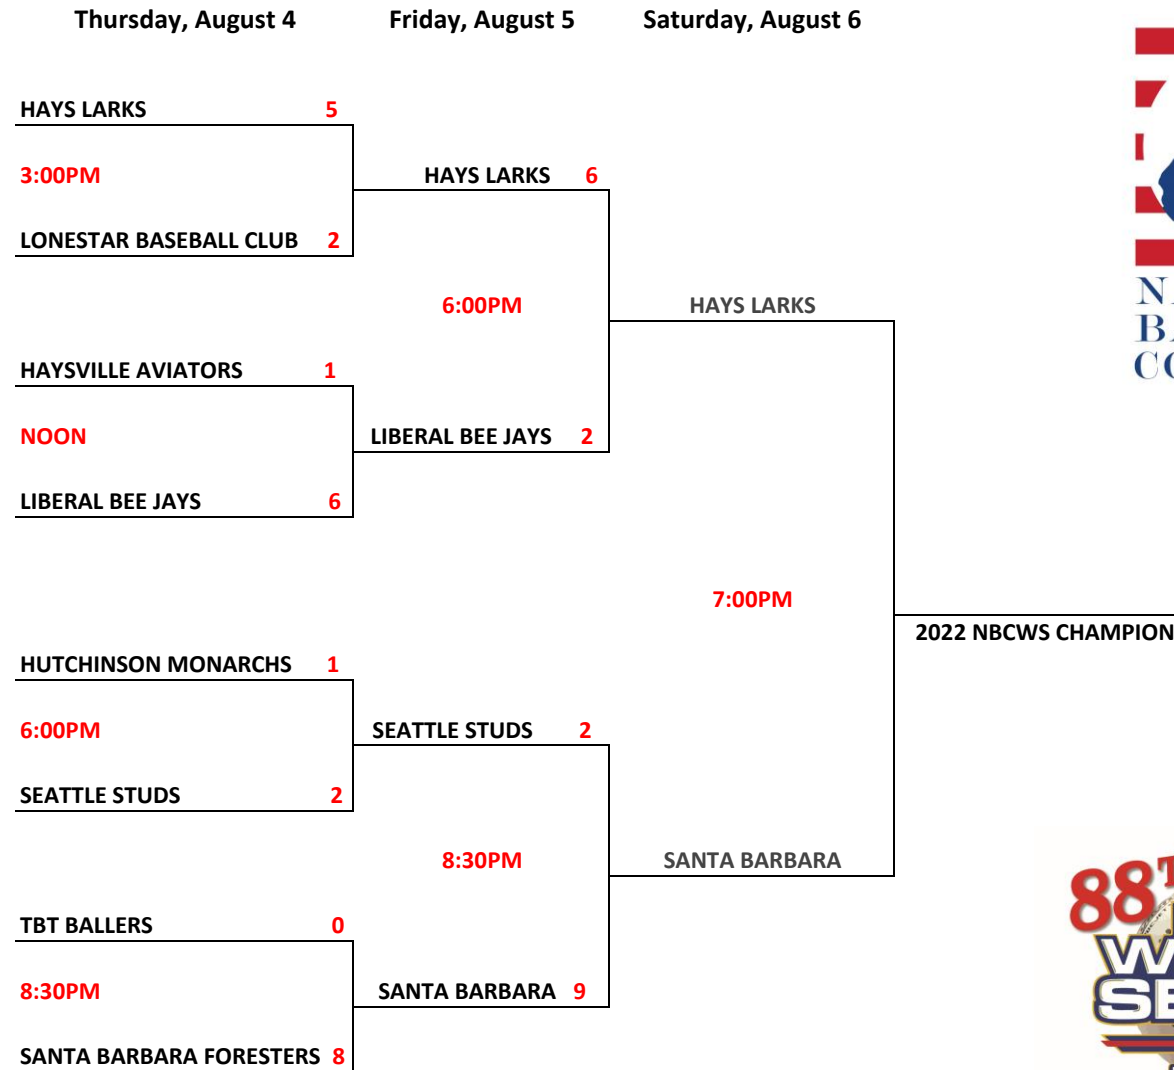 Thursday, August 4 Friday, August 5 Saturday, August 6
HAYS LARKS 5
3:00PM
HAYS LARKS 6
LONESTAR BASEBALL CLUB 2
6:00PM
HAYS LARKS
HAYSVILLE AVIATORS 1
NOON
LIBERAL BEE JAYS 2
LIBERAL BEE JAYS 6
7:00PM
2022 NBCWS CHAMPION
HUTCHINSON MONARCHS 1
6:00PM
SEATTLE STUDS 2
SEATTLE STUDS 2
8:30PM
SANTA BARBARA
TBT BALLERS 0
8:30PM
SANTA BARBARA 9
SANTA BARBARA FORESTERS 8
88